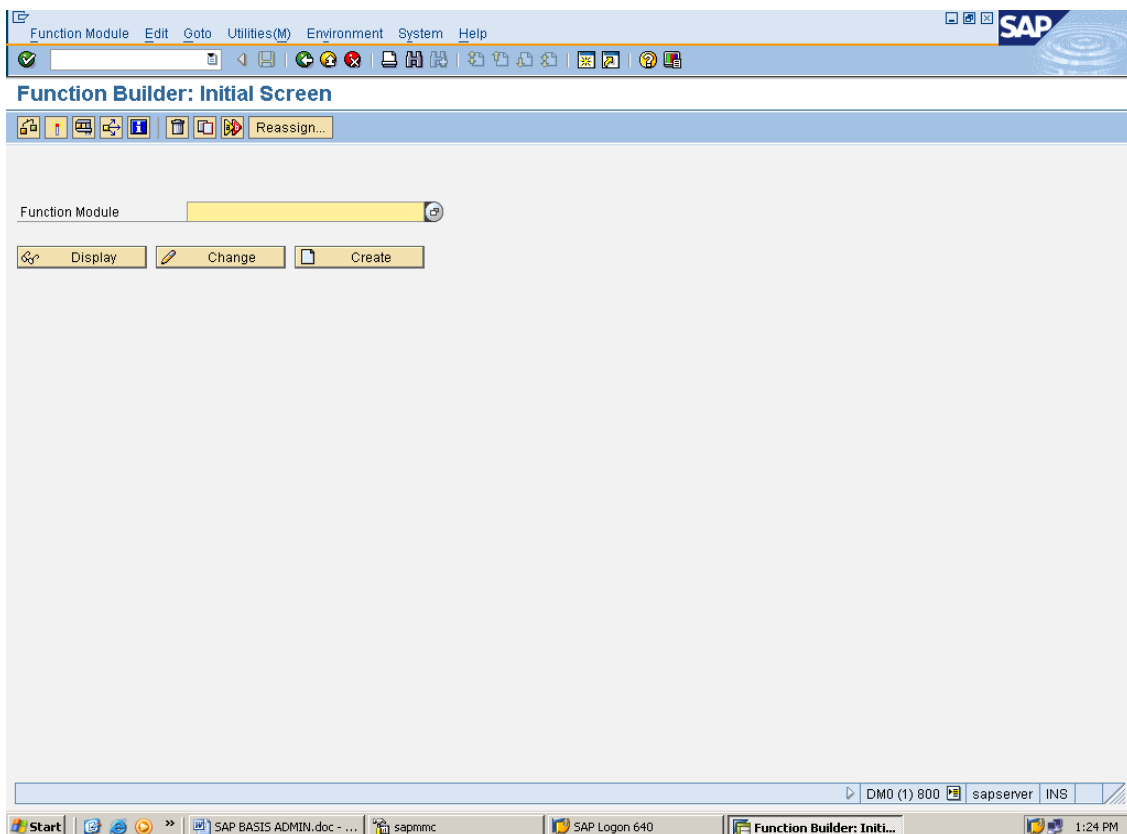 Function Module Edit Goto Utilities(M) Environment System Help
SAP
Function Builder: Initial Screen
Reassign...
Function Module
Display Change Create
DM0 (1) 800 sapserver INS
Start » SAP BASIS ADMIN.doc - ... sapmmc SAP Logon 640 Function Builder: Initi... 1:24 PM